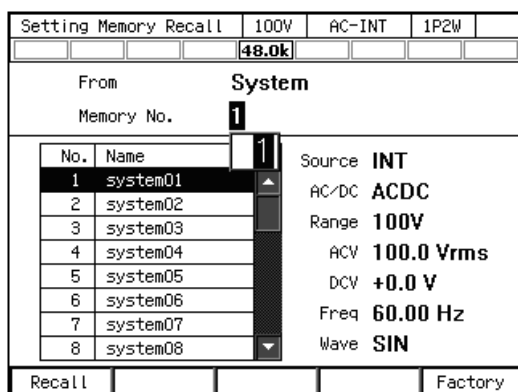 Setting Memory Recall 100V AC-INT 1P2W
48.0k
From System
Memory No. 1
1
No. Name
1 system01
2 system02
3 system03
4 system04
5 system05
6 system06
7 system07
8 system08
Source INT
AC/DC ACDC
Range 100V
ACV 100.0 Vrms
DCV +0.0 V
Freq 60.00 Hz
Wave SIN
Recall Factory